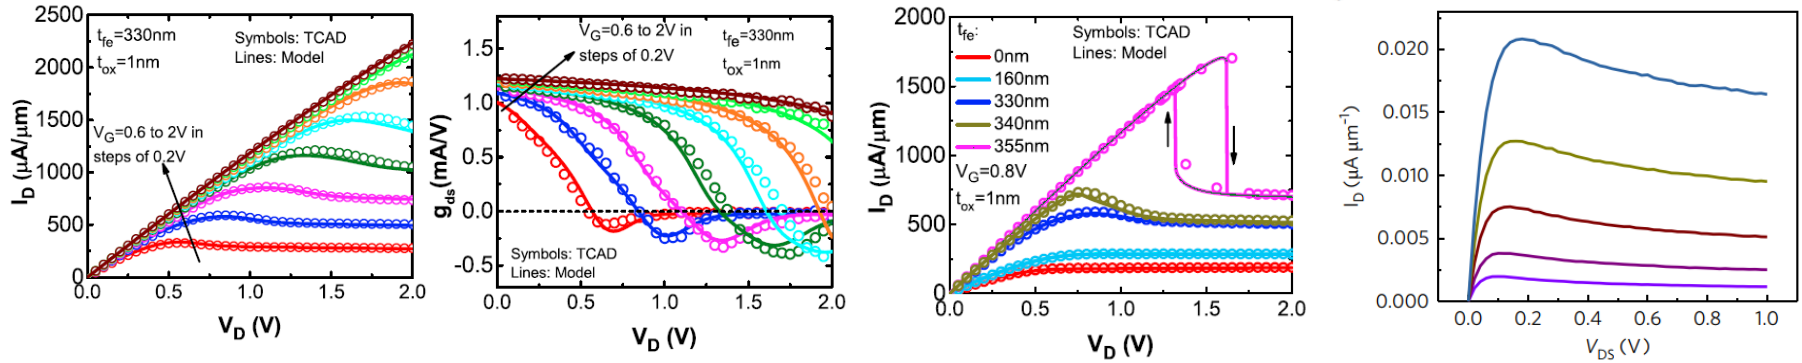 2500
2000
1500
1000
500
0
0.0
0.5
1.0
1.5
2.0
I_D (μA/μm)
V_D (V)
t_fe=330nm
t_ox=1nm
Symbols: TCAD
Lines: Model
V_G=0.6 to 2V in
steps of 0.2V
1.5
1.0
0.5
0.0
-0.5
0.0
0.5
1.0
1.5
2.0
g_ds(mA/V)
V_D (V)
V_G=0.6 to 2V in
steps of 0.2V
t_fe=330nm
t_ox=1nm
Symbols: TCAD
Lines: Model
2000
1500
1000
500
0
0.0
0.5
1.0
1.5
2.0
I_D (μA/μm)
V_D (V)
t_fe:
0nm
160nm
330nm
340nm
355nm
V_G=0.8V
t_ox=1nm
Symbols: TCAD
Lines: Model
0.020
0.015
0.010
0.005
0.000
0.0
0.2
0.4
0.6
0.8
1.0
I_D (μA μm⁻¹)
V_DS (V)